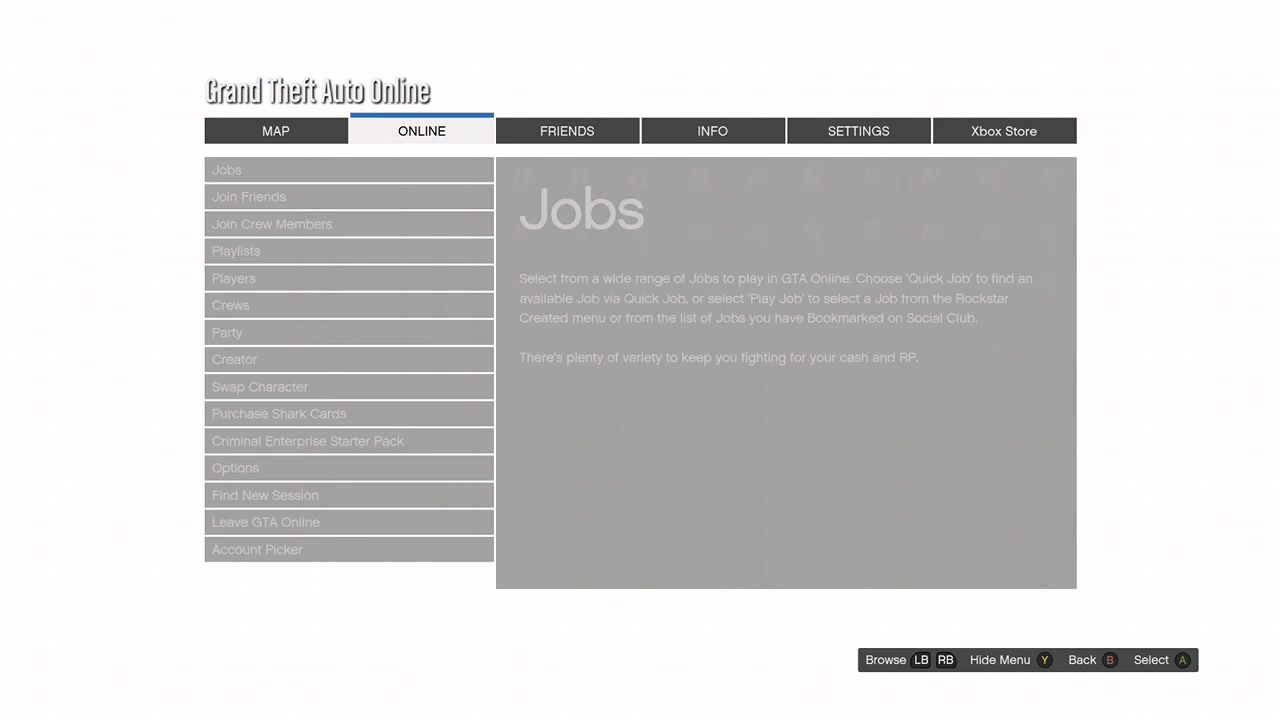 Grand Theft Auto Online
MAP
ONLINE
FRIENDS
INFO
SETTINGS
Xbox Store
Jobs
Join Friends
Join Crew Members
Playlists
Players
Crews
Party
Creator
Swap Character
Purchase Shark Cards
Criminal Enterprise Starter Pack
Options
Find New Session
Leave GTA Online
Account Picker
Jobs
Select from a wide range of Jobs to play in GTA Online. Choose 'Quick Job' to find an
available Job via Quick Job, or select 'Play Job' to select a Job from the Rockstar
Created menu or from the list of Jobs you have Bookmarked on Social Club.
There's plenty of variety to keep you fighting for your cash and RP.
Browse LB RB Hide Menu Y Back B Select A